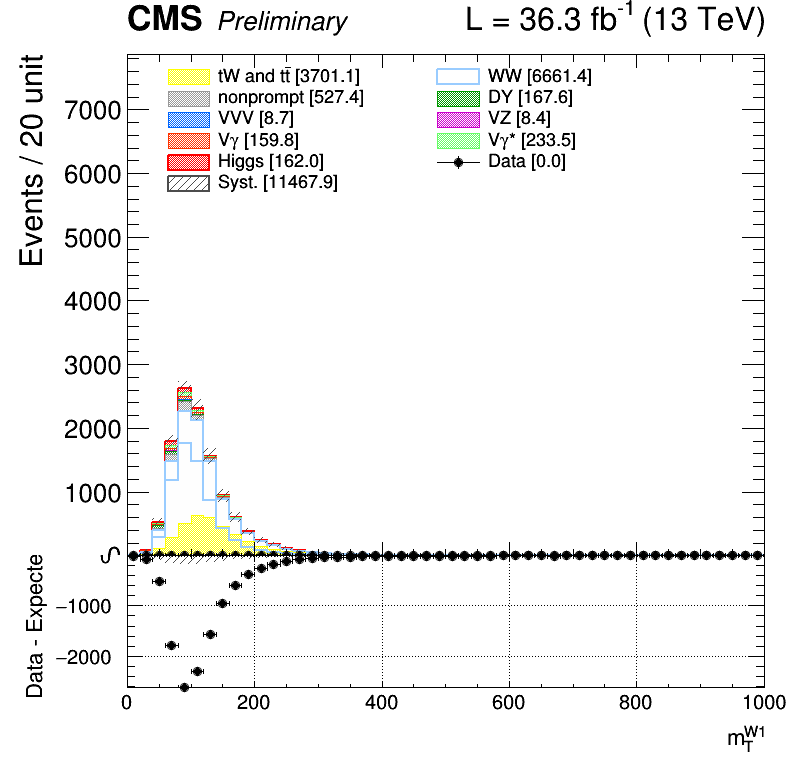 CMS Preliminary L = 36.3 fb⁻¹ (13 TeV)
Events / 20 unit
tW and tt̄ [3701.1] WW [6661.4]
nonprompt [527.4] DY [167.6]
VVV [8.7] VZ [8.4]
Vγ [159.8] Vγ* [233.5]
Higgs [162.0] Data [0.0]
Syst. [11467.9]
7000
6000
5000
4000
3000
2000
1000
0
Data - Expecte
−1000
−2000
0 200 400 600 800 1000
m_T^W1